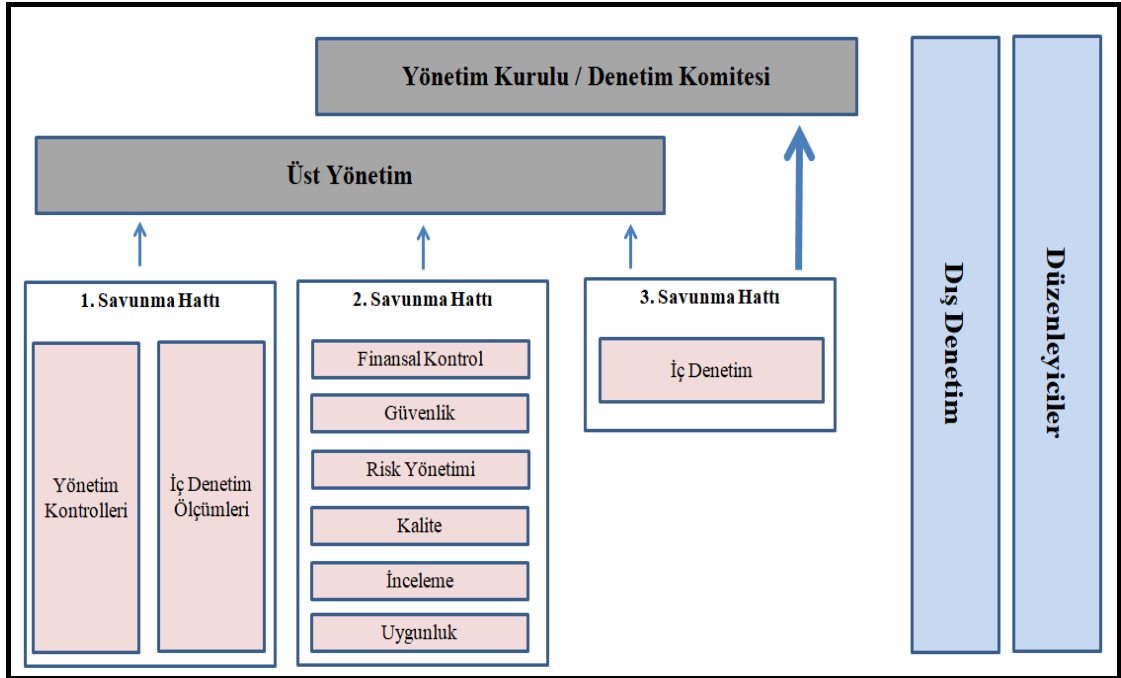 Yönetim Kurulu / Denetim Komitesi
Üst Yönetim
1. Savunma Hattı
Yönetim
Kontrolleri
İç Denetim
Ölçümleri
2. Savunma Hattı
Finansal Kontrol
Güvenlik
Risk Yönetimi
Kalite
İnceleme
Uygunluk
3. Savunma Hattı
İç Denetim
Dış Denetim
Düzenleyiciler